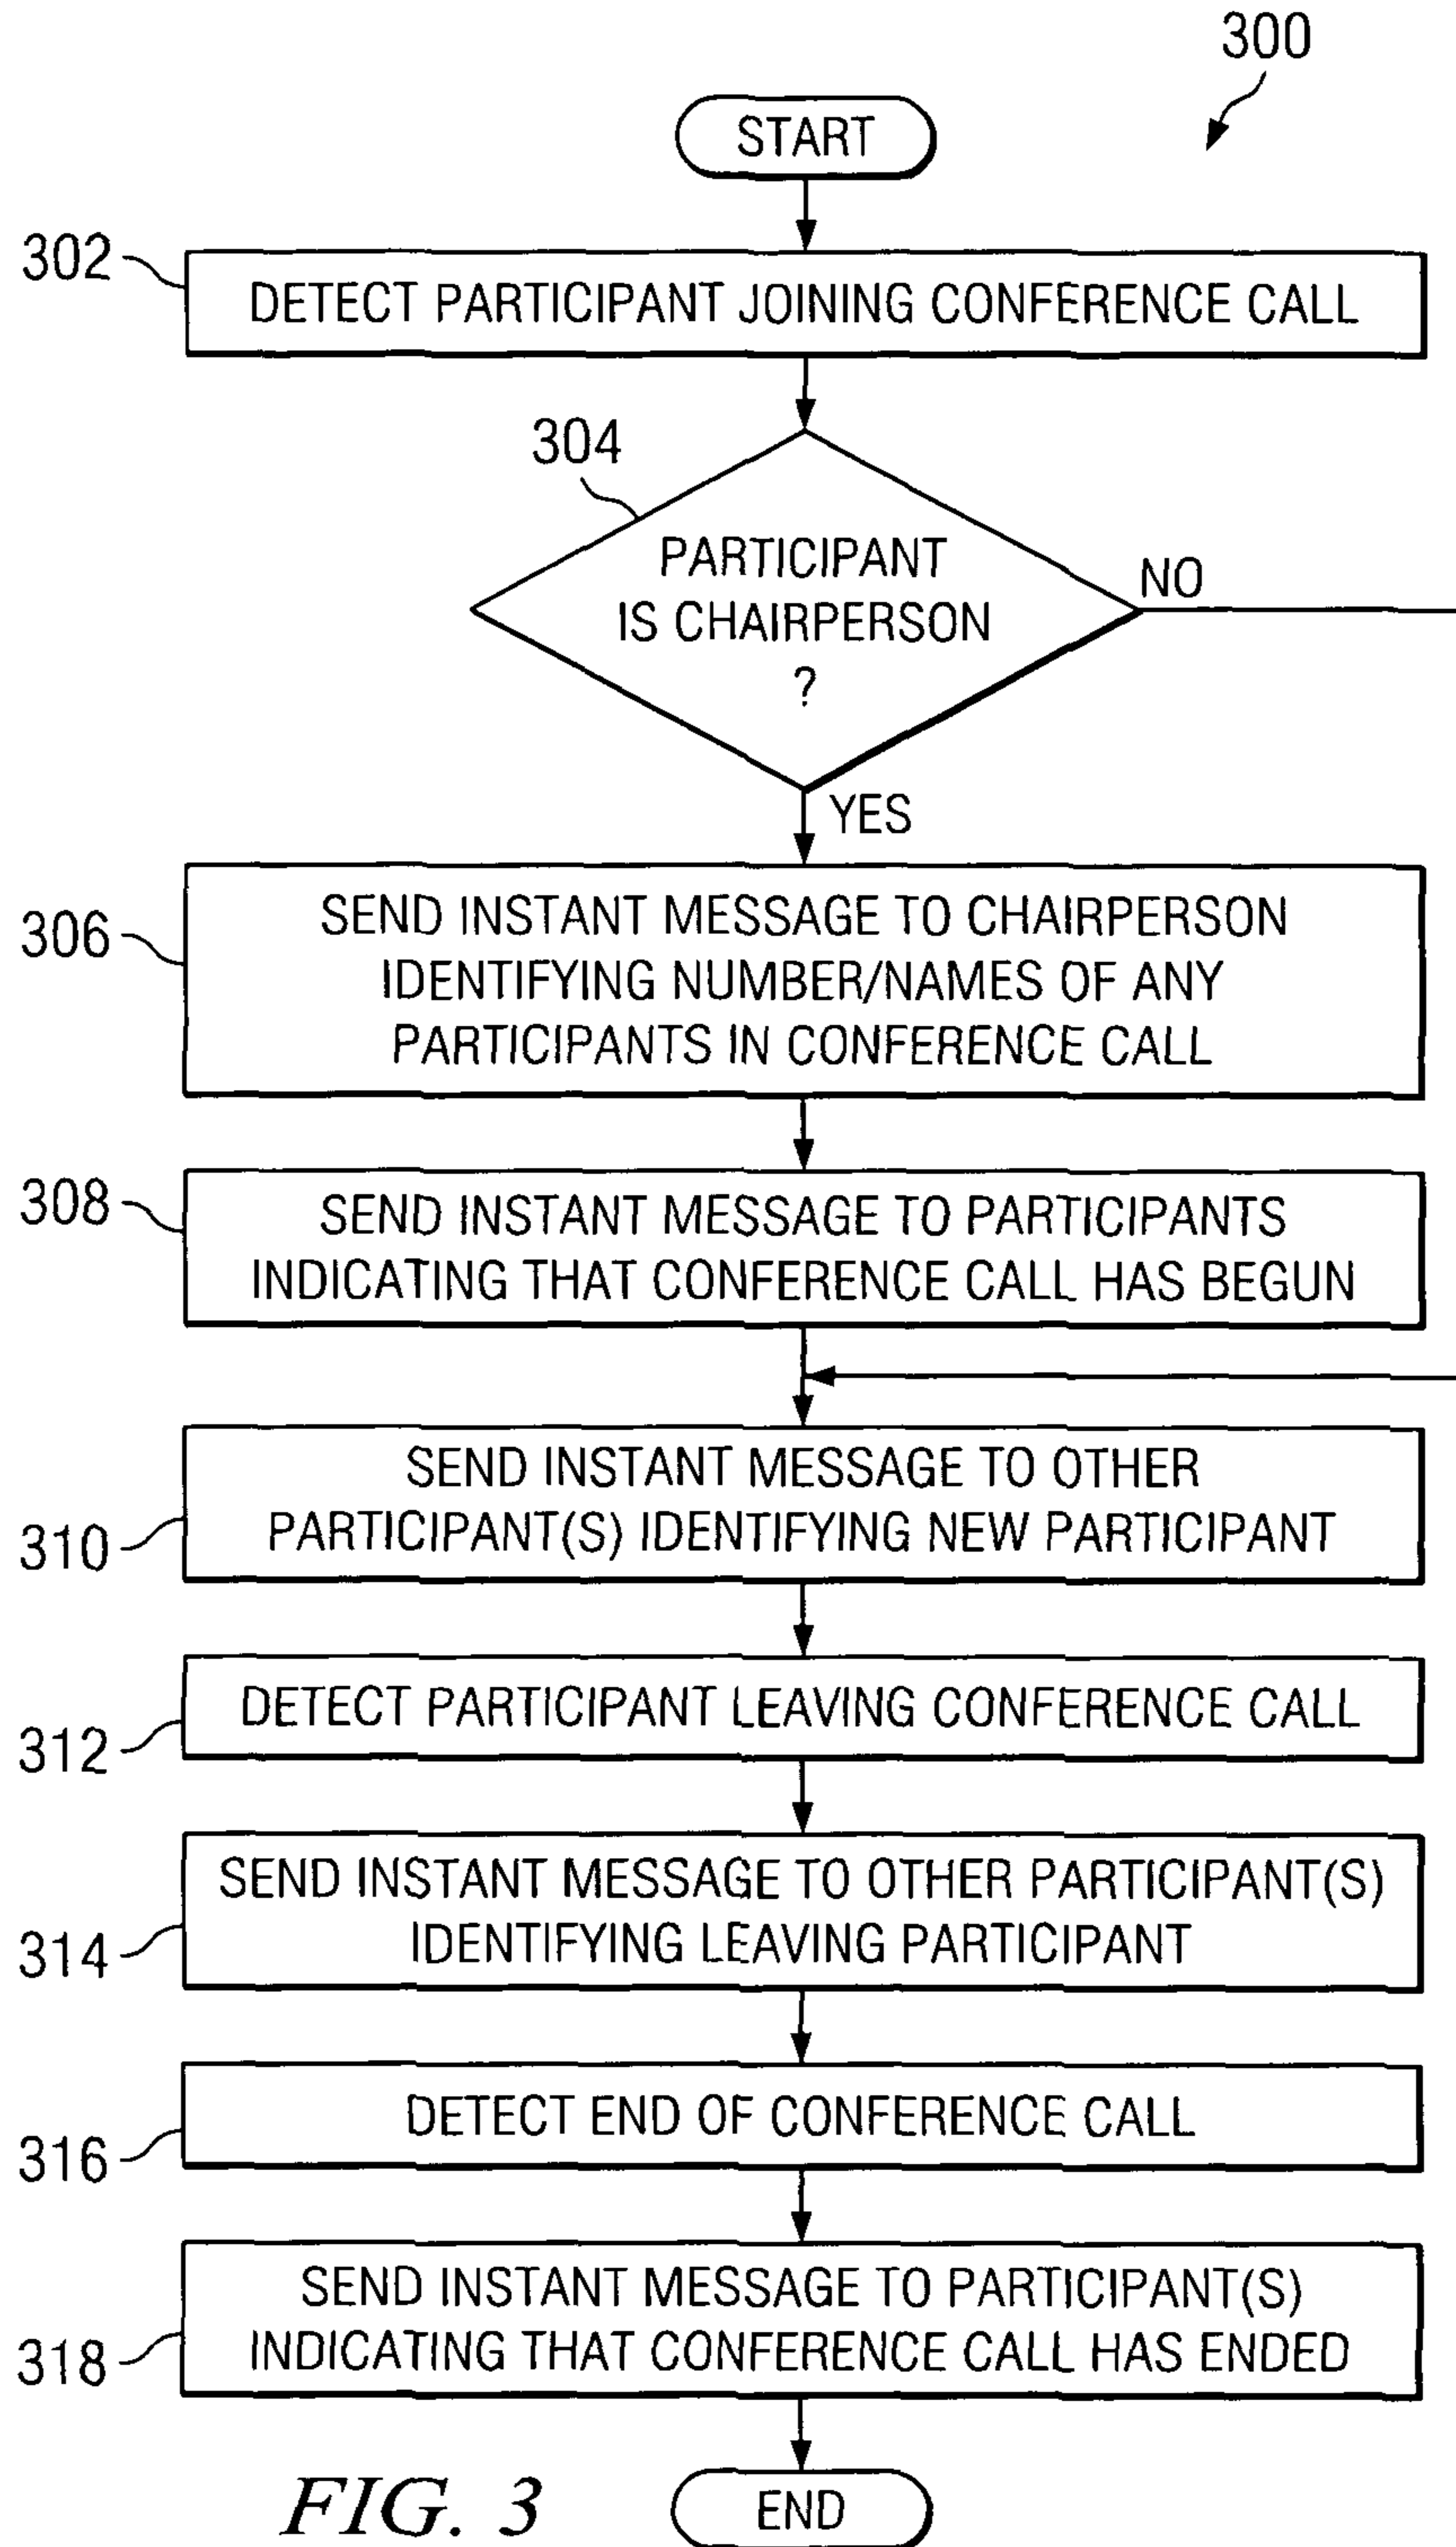 300
START
302
DETECT PARTICIPANT JOINING CONFERENCE CALL
304
PARTICIPANT
IS CHAIRPERSON
?
NO
YES
306
SEND INSTANT MESSAGE TO CHAIRPERSON
IDENTIFYING NUMBER/NAMES OF ANY
PARTICIPANTS IN CONFERENCE CALL
308
SEND INSTANT MESSAGE TO PARTICIPANTS
INDICATING THAT CONFERENCE CALL HAS BEGUN
310
SEND INSTANT MESSAGE TO OTHER
PARTICIPANT(S) IDENTIFYING NEW PARTICIPANT
312
DETECT PARTICIPANT LEAVING CONFERENCE CALL
314
SEND INSTANT MESSAGE TO OTHER PARTICIPANT(S)
IDENTIFYING LEAVING PARTICIPANT
316
DETECT END OF CONFERENCE CALL
318
SEND INSTANT MESSAGE TO PARTICIPANT(S)
INDICATING THAT CONFERENCE CALL HAS ENDED
END
FIG. 3